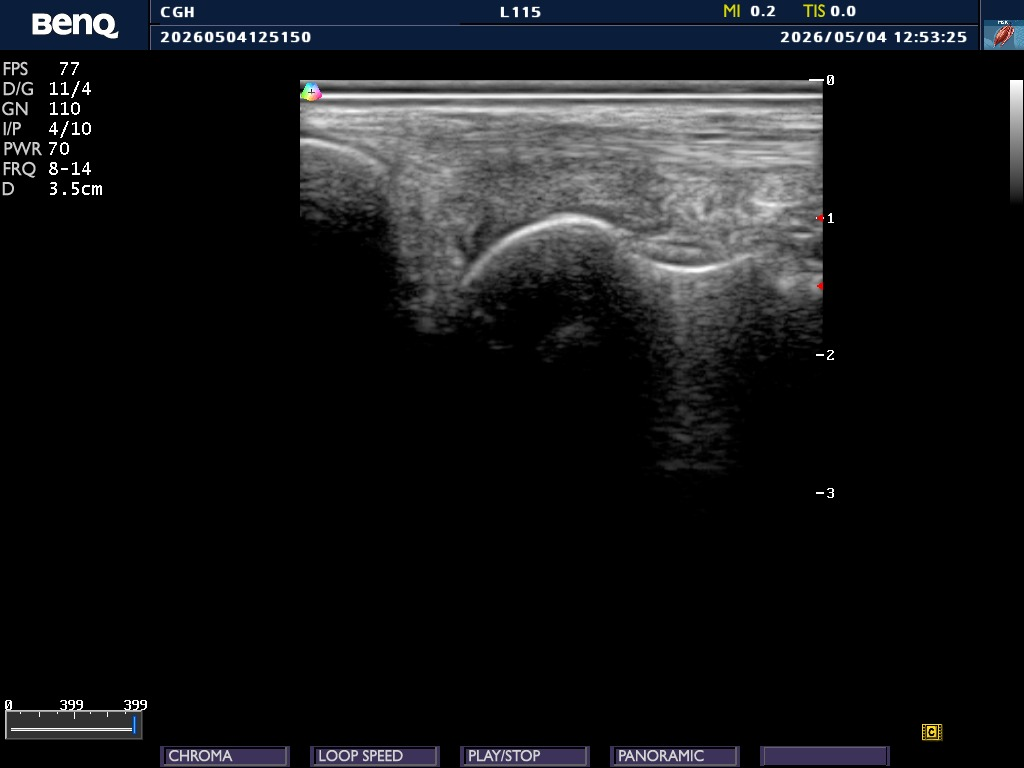 BenQ
CGH L115 MI 0.2 TIS 0.0
20260504125150 2026/05/04 12:53:25
FPS 77
D/G 11/4
GN 110
I/P 4/10
PWR 70
FRQ 8-14
D 3.5cm
0
1
2
3
0 399 399
C
CHROMA LOOP SPEED PLAY/STOP PANORAMIC